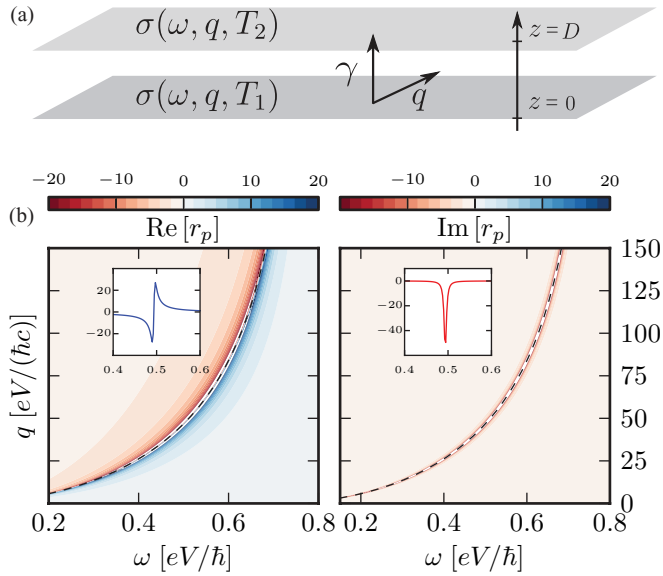 (a)
σ(ω, q, T₂)
z=D
γ
σ(ω, q, T₁)
q
z=0
−20 −10 0 10 20
−10 0 10 20
(b)
Re [r_p]
Im [r_p]
20
0
−20
0.4 0.5 0.6
0
−20
−40
0.4 0.5 0.6
150
125
100
75
50
25
0
q [eV/(ħc)]
0.2 0.4 0.6 0.8
0.2 0.4 0.6 0.8
ω [eV/ħ]
ω [eV/ħ]